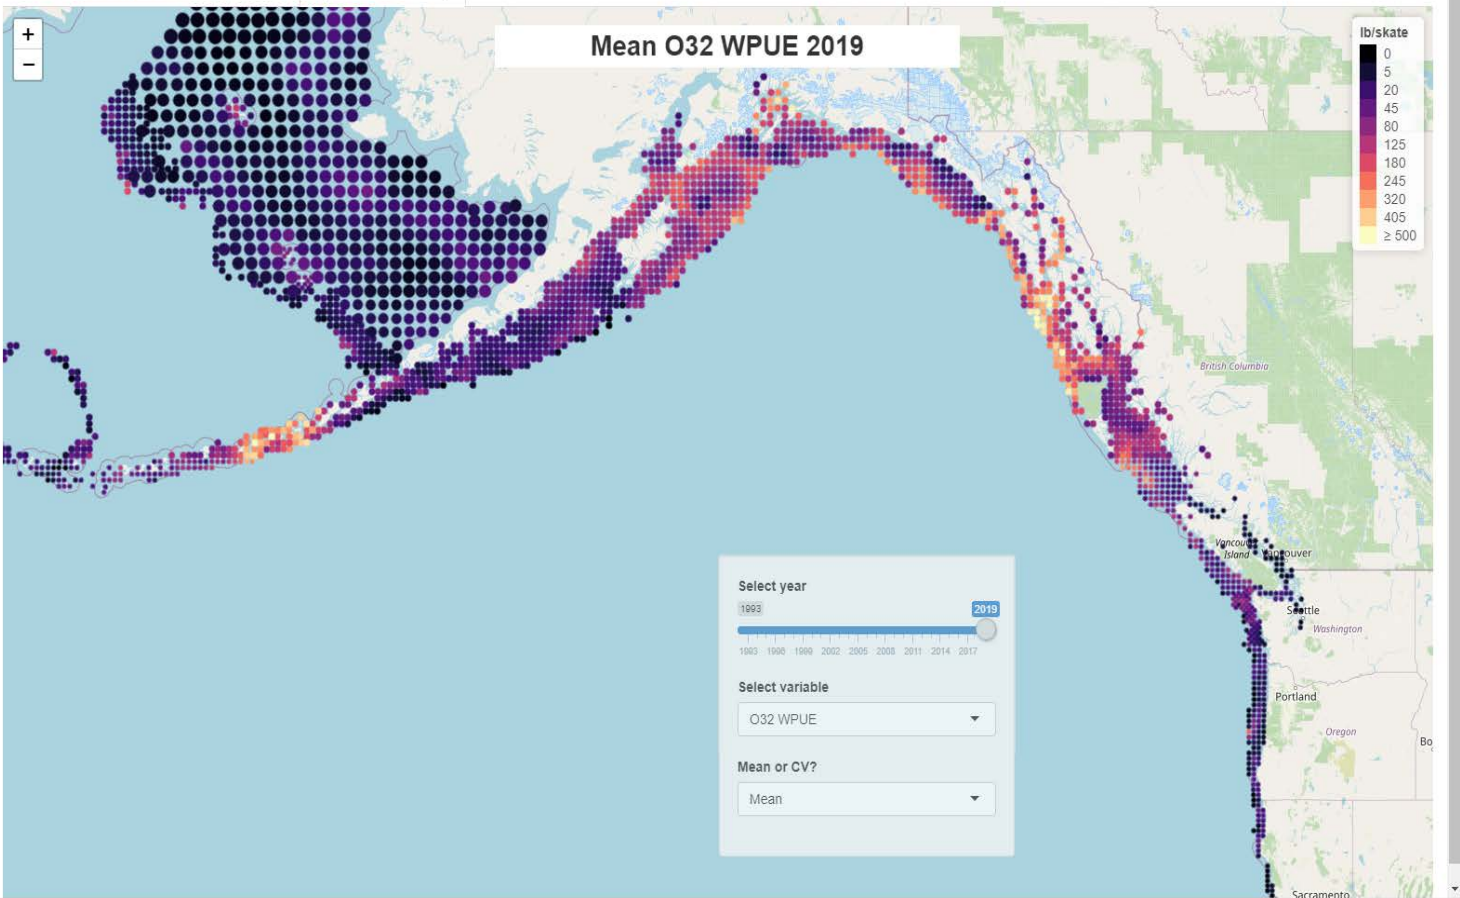 +
−
Mean O32 WPUE 2019
lb/skate
0
5
20
45
80
125
180
245
320
405
≥ 500
British Columbia
Vancouver
Island
Seattle
Washington
Portland
Oregon
Bo
Sacramento
Select year
1993
2019
1993 1996 1999 2002 2005 2008 2011 2014 2017
Select variable
O32 WPUE
Mean or CV?
Mean